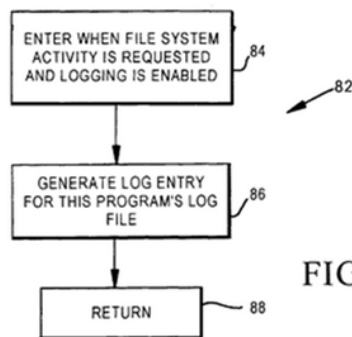 ENTER WHEN FILE SYSTEM
ACTIVITY IS REQUESTED
AND LOGGING IS ENABLED
84
82
GENERATE LOG ENTRY
FOR THIS PROGRAM'S LOG
FILE
86
FIG
RETURN
88